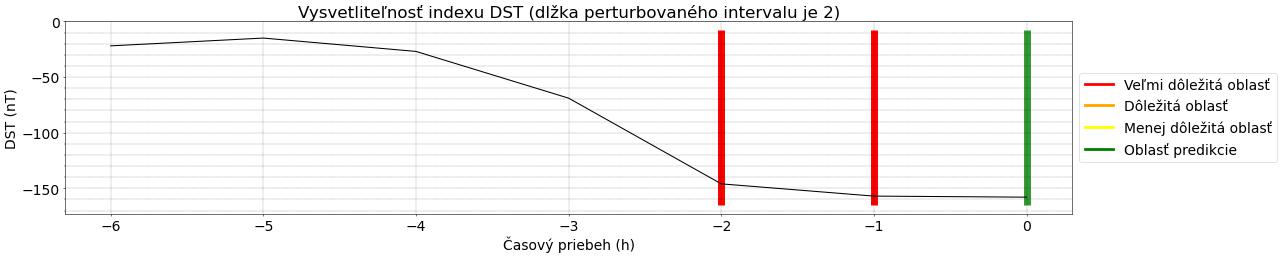 Vysvetliteľnosť indexu DST (dĺžka perturbovaného intervalu je 2)
DST (nT)
0
−50
−100
−150
−6 −5 −4 −3 −2 −1 0
Časový priebeh (h)
Veľmi dôležitá oblasť
Dôležitá oblasť
Menej dôležitá oblasť
Oblasť predikcie